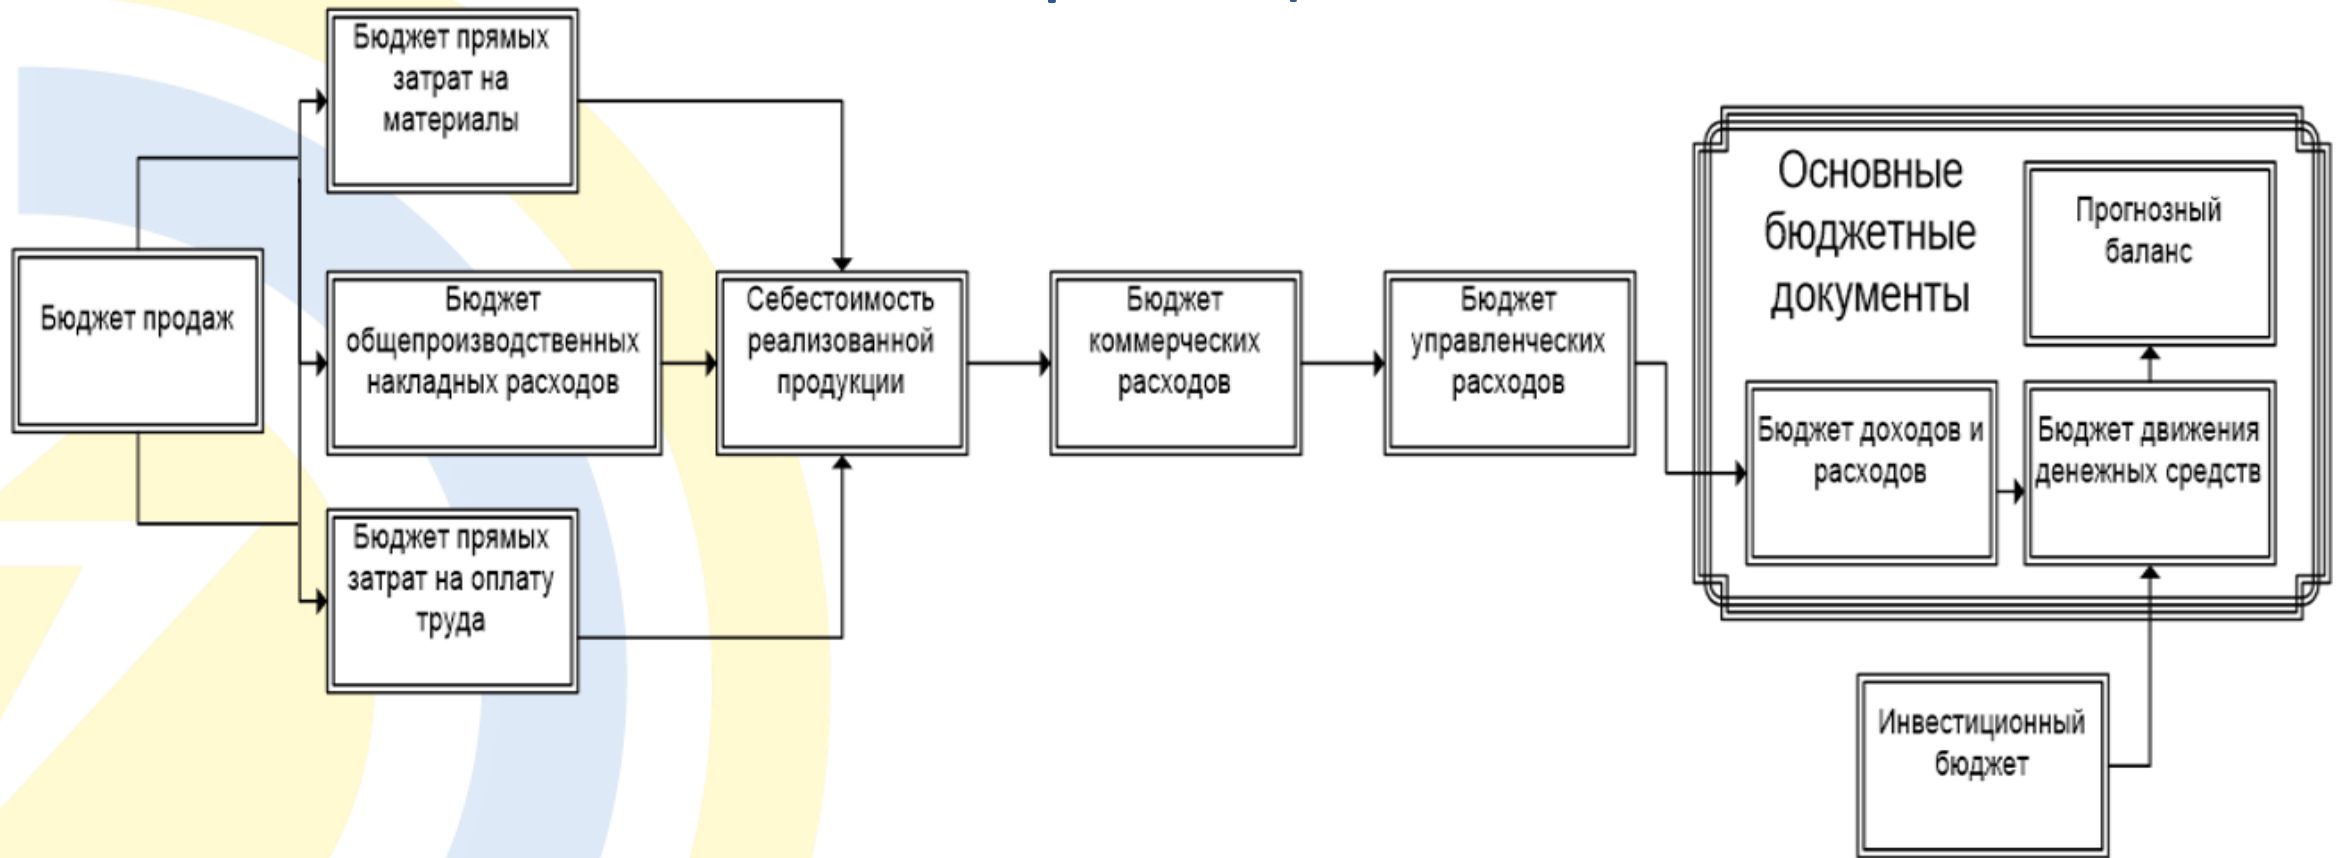 Бюджет прямых
затрат на
материалы
Бюджет продаж
Бюджет
общепроизводственных
накладных расходов
Бюджет прямых
затрат на оплату
труда
Себестоимость
реализованной
продукции
Бюджет
коммерческих
расходов
Бюджет
управленческих
расходов
Основные
бюджетные
документы
Прогнозный
баланс
Бюджет доходов и
расходов
Бюджет движения
денежных средств
Инвестиционный
бюджет